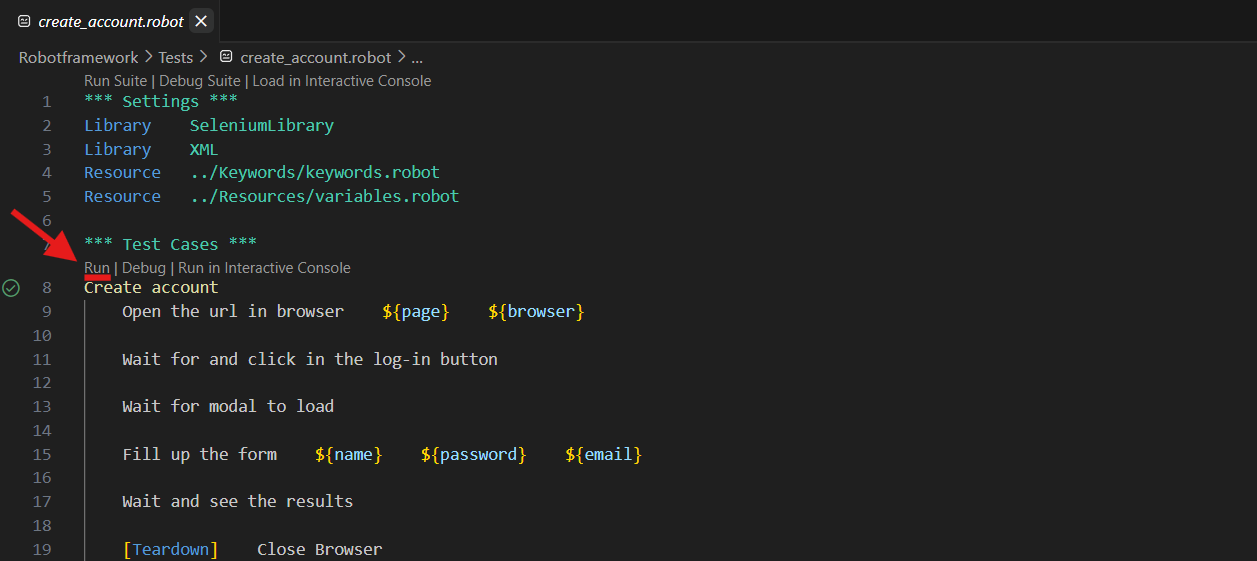 create_account.robot
Robotframework > Tests > create_account.robot > ...
Run Suite | Debug Suite | Load in Interactive Console
1 *** Settings ***
2 Library    SeleniumLibrary
3 Library    XML
4 Resource   ../Keywords/keywords.robot
5 Resource   ../Resources/variables.robot
6
7 *** Test Cases ***
Run | Debug | Run in Interactive Console
8 Create account
9     Open the url in browser    ${page}    ${browser}
10
11     Wait for and click in the log-in button
12
13     Wait for modal to load
14
15     Fill up the form    ${name}    ${password}    ${email}
16
17     Wait and see the results
18
19     [Teardown]    Close Browser